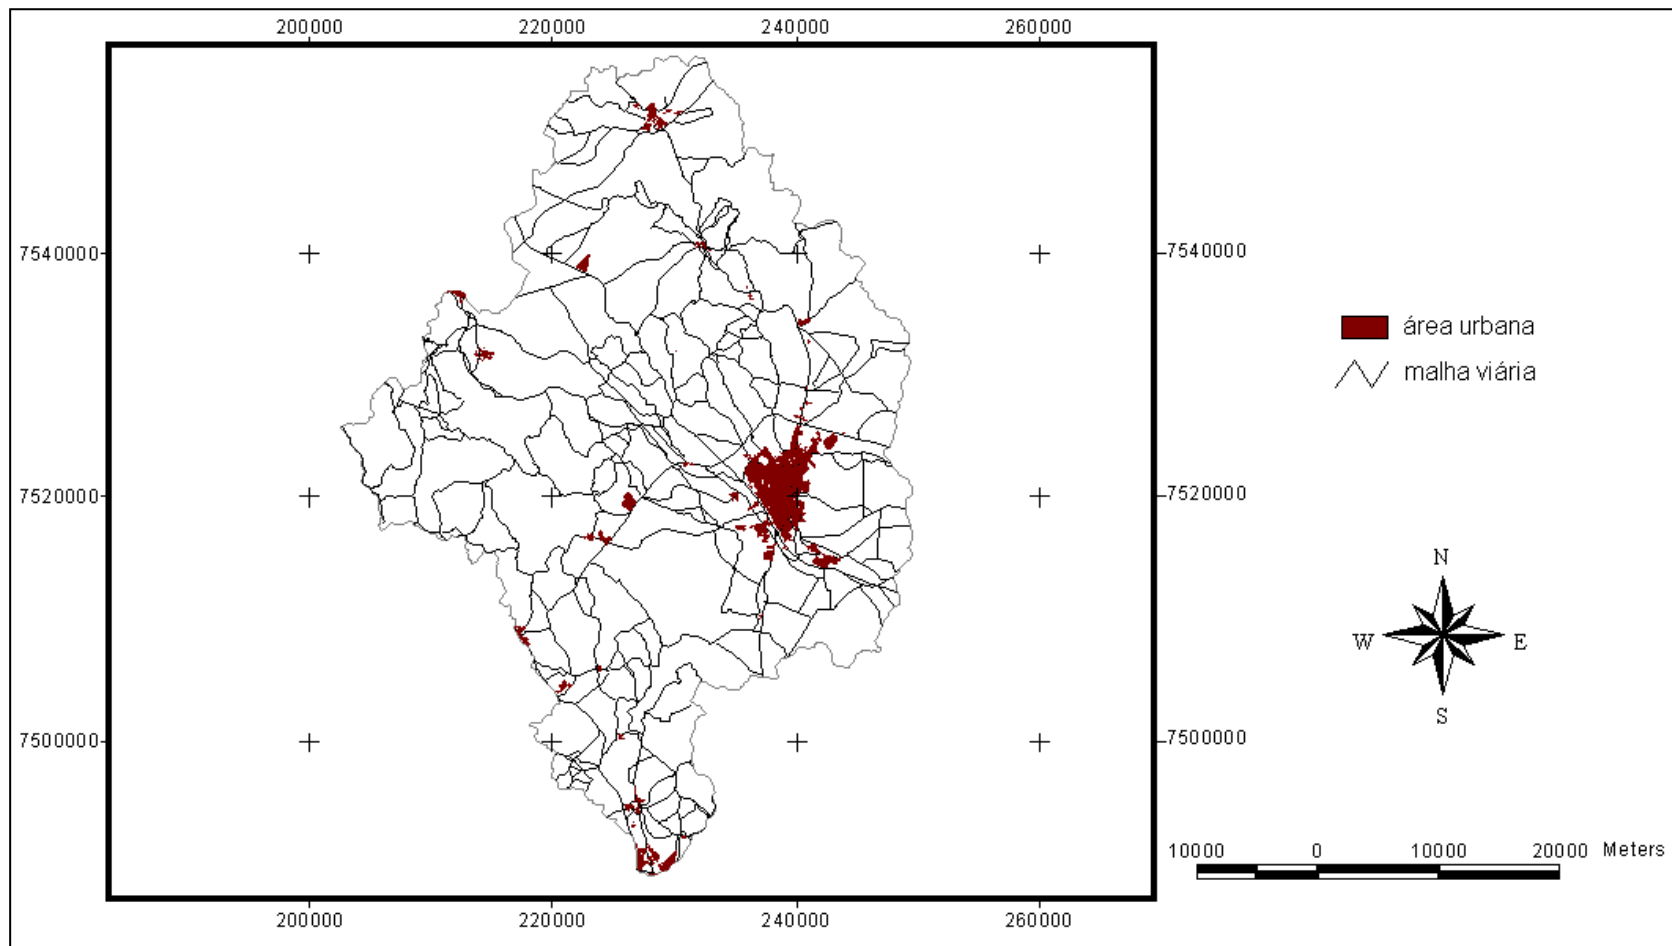 200000 220000 240000 260000
7540000 7540000
área urbana
malha viária
7520000 7520000
N
W E
S
7500000 7500000
10000 0 10000 20000 Meters
200000 220000 240000 260000